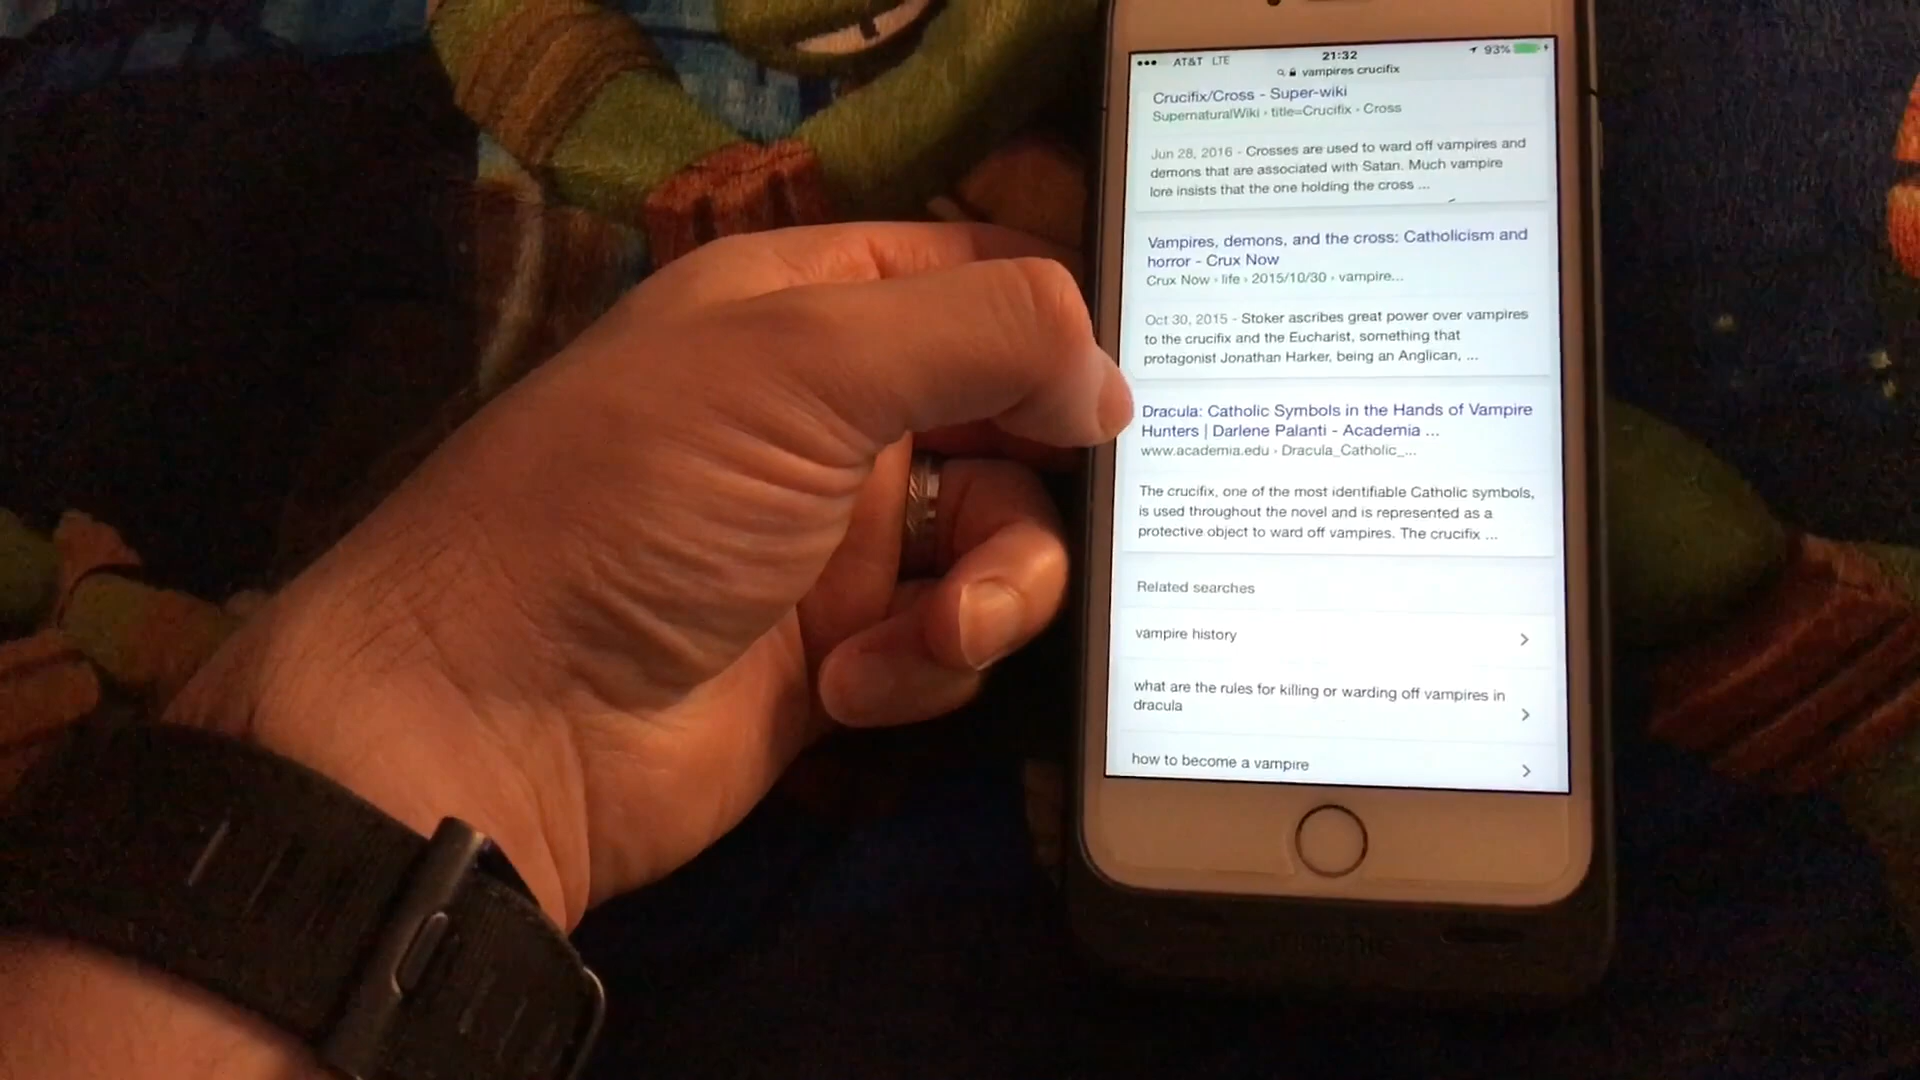 AT&T LTE 21:32 93%
vampires crucifix
Crucifix/Cross - Super-wiki
SupernaturalWiki › title=Crucifix - Cross
Jun 28, 2016 - Crosses are used to ward off vampires and
demons that are associated with Satan. Much vampire
lore insists that the one holding the cross ...
Vampires, demons, and the cross: Catholicism and
horror - Crux Now
Crux Now › life › 2015/10/30 › vampire...
Oct 30, 2015 - Stoker ascribes great power over vampires
to the crucifix and the Eucharist, something that
protagonist Jonathan Harker, being an Anglican, ...
Dracula: Catholic Symbols in the Hands of Vampire
Hunters | Darlene Palanti - Academia ...
www.academia.edu › Dracula_Catholic_...
The crucifix, one of the most identifiable Catholic symbols,
is used throughout the novel and is represented as a
protective object to ward off vampires. The crucifix ...
Related searches
vampire history
what are the rules for killing or warding off vampires in
dracula
how to become a vampire
mophie